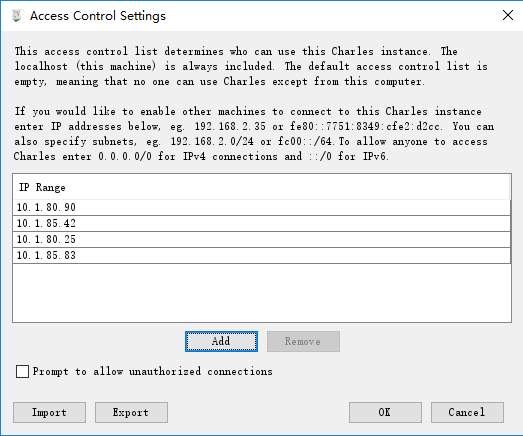 Access Control Settings
This access control list determines who can use this Charles instance. The
localhost (this machine) is always included. The default access control list is
empty, meaning that no one can use Charles except from this computer.
If you would like to enable other machines to connect to this Charles instance
enter IP addresses below, eg. 192.168.2.35 or fe80::7751:8349:cfe2:d2cc. You can
also specify subnets, eg. 192.168.2.0/24 or fc00::/64.To allow anyone to access
Charles enter 0.0.0.0/0 for IPv4 connections and ::/0 for IPv6.
IP Range
10.1.80.90
10.1.85.42
10.1.80.25
10.1.85.83
Add Remove
Prompt to allow unauthorized connections
Import Export OK Cancel